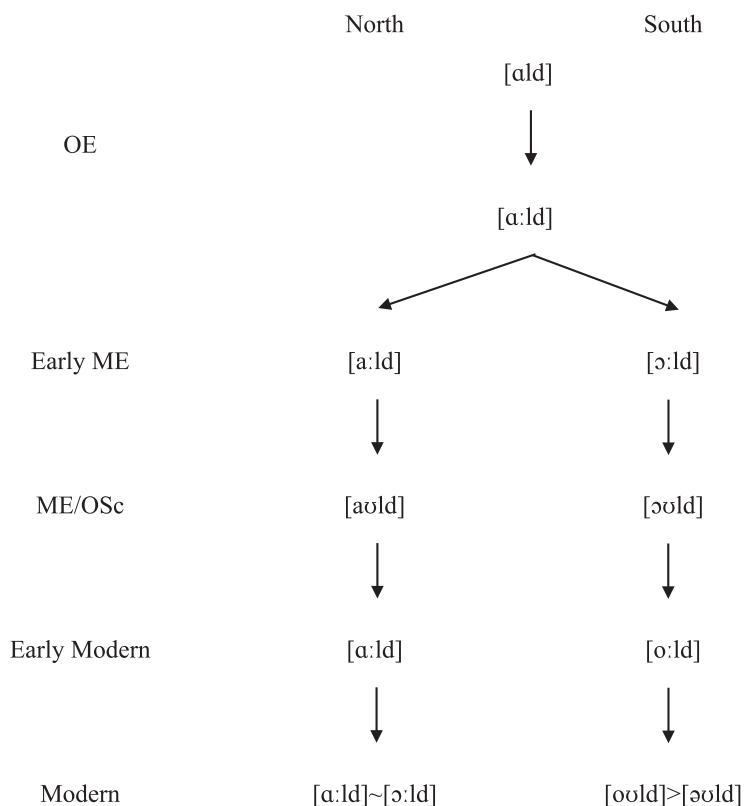 North South
[ɑld]
OE
[ɑːld]
Early ME [aːld] [ɔːld]
ME/OSc [aʊld] [ɔʊld]
Early Modern [ɑːld] [oːld]
Modern [ɑːld]~[ɔːld] [oʊld]>[əʊld]